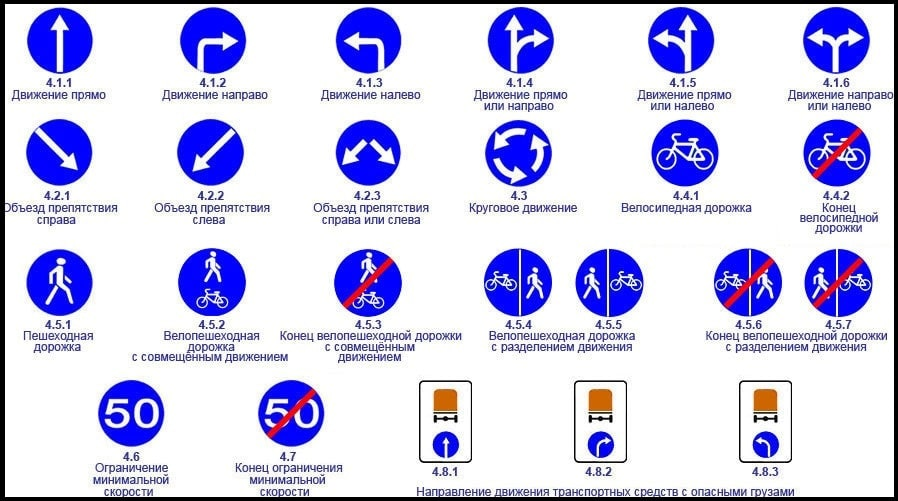 4.1.1 4.1.2 4.1.3 4.1.4 4.1.5 4.1.6
Движение прямо Движение направо Движение налево Движение прямо Движение прямо Движение направо
или направо или налево или налево
4.2.1 4.2.2 4.2.3 4.3 4.4.1 4.4.2
Объезд препятствия Объезд препятствия Объезд препятствия Круговое движение Велосипедная дорожка Конец
справа слева справа или слева велосипедной
дорожки
4.5.1 4.5.2 4.5.3 4.5.4 4.5.5 4.5.6 4.5.7
Пешеходная Велопешеходная Конец велопешеходной дорожки Велопешеходная дорожка Конец велопешеходной дорожки
дорожка дорожка с совмещённым с разделением движения с разделением движения
с совмещённым движением движением
50 50
4.6 4.7 4.8.1 4.8.2 4.8.3
Ограничение Конец ограничения
минимальной минимальной
скорости скорости Направление движения транспортных средств с опасными грузами